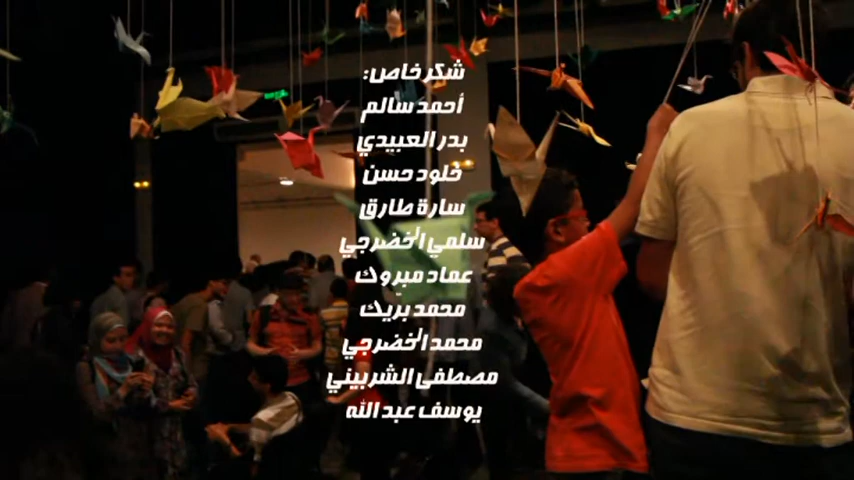 شكر خاص:
أحمد سالم
بدر العبيدي
خلود حسن
سارة طارق
سلمي الخضرجي
عماد مبروك
محمد بريك
محمد الخضرجي
مصطفى الشربيني
يوسف عبد الله